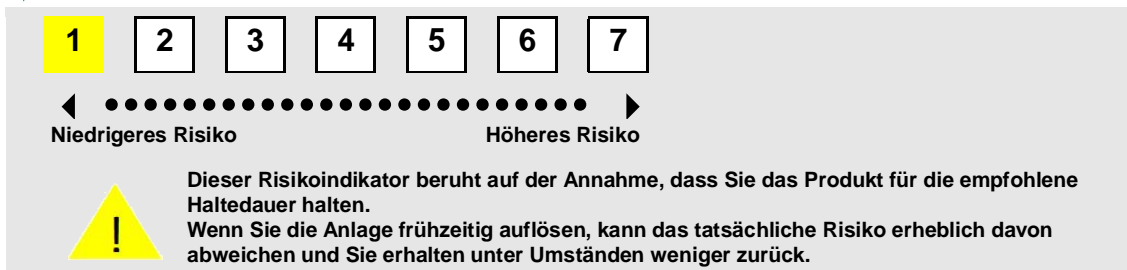 1 2 3 4 5 6 7
Niedrigeres Risiko Höheres Risiko
Dieser Risikoindikator beruht auf der Annahme, dass Sie das Produkt für die empfohlene
Haltedauer halten.
! Wenn Sie die Anlage frühzeitig auflösen, kann das tatsächliche Risiko erheblich davon
abweichen und Sie erhalten unter Umständen weniger zurück.